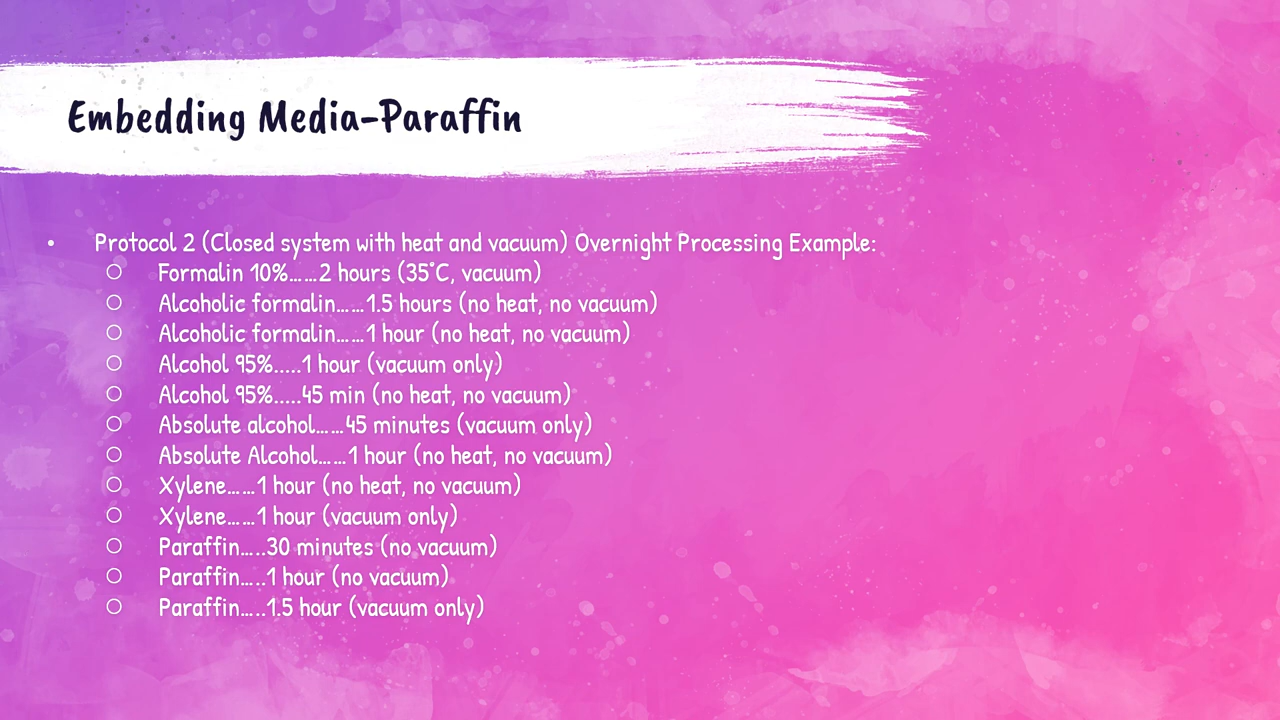 Embedding Media-Paraffin
• Protocol 2 (Closed system with heat and vacuum) Overnight Processing Example:
○ Formalin 10%……2 hours (35°C, vacuum)
○ Alcoholic formalin……1.5 hours (no heat, no vacuum)
○ Alcoholic formalin……1 hour (no heat, no vacuum)
○ Alcohol 95%.....1 hour (vacuum only)
○ Alcohol 95%.....45 min (no heat, no vacuum)
○ Absolute alcohol……45 minutes (vacuum only)
○ Absolute Alcohol……1 hour (no heat, no vacuum)
○ Xylene……1 hour (no heat, no vacuum)
○ Xylene……1 hour (vacuum only)
○ Paraffin…..30 minutes (no vacuum)
○ Paraffin…..1 hour (no vacuum)
○ Paraffin…..1.5 hour (vacuum only)